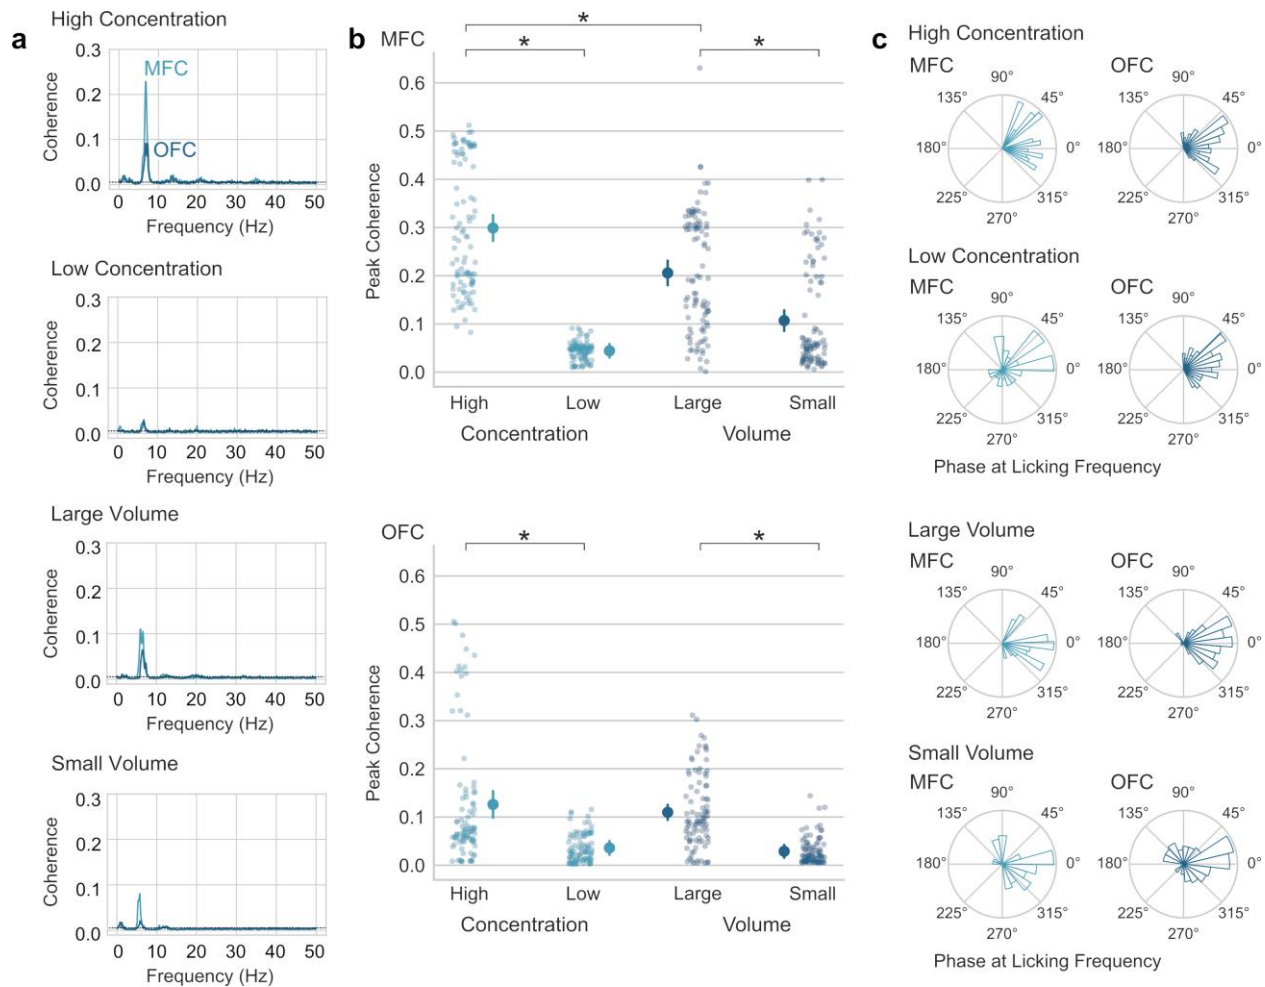 a
High Concentration
0.3
0.2
0.1
0.0
Coherence
MFC
OFC
0 10 20 30 40 50
Frequency (Hz)
Low Concentration
0.3
0.2
0.1
0.0
Coherence
0 10 20 30 40 50
Frequency (Hz)
Large Volume
0.3
0.2
0.1
0.0
Coherence
0 10 20 30 40 50
Frequency (Hz)
Small Volume
0.3
0.2
0.1
0.0
Coherence
0 10 20 30 40 50
Frequency (Hz)
b
MFC
*
* *
0.6
0.5
0.4
0.3
0.2
0.1
0.0
Peak Coherence
High Low Large Small
Concentration Volume
OFC
* *
0.6
0.5
0.4
0.3
0.2
0.1
0.0
Peak Coherence
High Low Large Small
Concentration Volume
c
High Concentration
MFC OFC
90° 90°
135° 45° 135° 45°
180° 0° 180° 0°
225° 315° 225° 315°
270° 270°
Low Concentration
MFC OFC
90° 90°
135° 45° 135° 45°
180° 0° 180° 0°
225° 315° 225° 315°
270° 270°
Phase at Licking Frequency
Large Volume
MFC OFC
90° 90°
135° 45° 135° 45°
180° 0° 180° 0°
225° 315° 225° 315°
270° 270°
Small Volume
MFC OFC
90° 90°
135° 45° 135° 45°
180° 0° 180° 0°
225° 315° 225° 315°
270° 270°
Phase at Licking Frequency